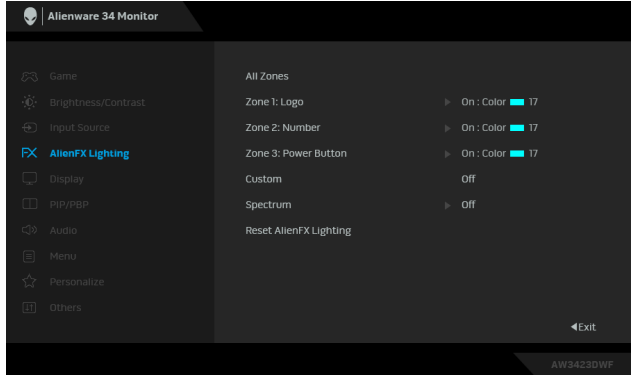 Alienware 34 Monitor
Game
Brightness/Contrast
Input Source
FX AlienFX Lighting
Display
PIP/PBP
Audio
Menu
Personalize
Others
All Zones
Zone 1: Logo On : Color 17
Zone 2: Number On : Color 17
Zone 3: Power Button On : Color 17
Custom Off
Spectrum Off
Reset AlienFX Lighting
Exit
AW3423DWF